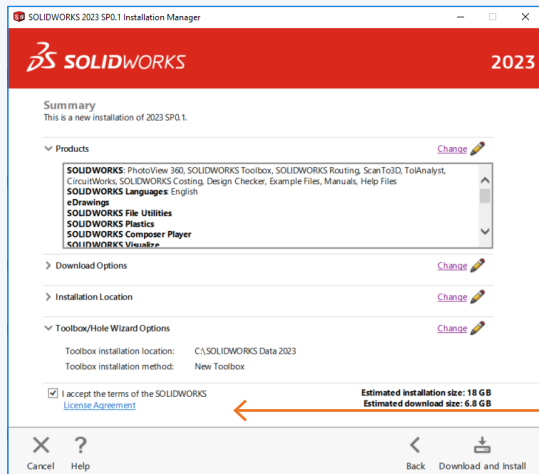 SOLIDWORKS 2023 SP0.1 Installation Manager
SOLIDWORKS
2023
Summary
This is a new installation of 2023 SP0.1.
Products
Change
SOLIDWORKS: PhotoView 360, SOLIDWORKS Toolbox, SOLIDWORKS Routing, ScanTo3D, TolAnalyst,
CircuitWorks, SOLIDWORKS Costing, Design Checker, Example Files, Manuals, Help Files
SOLIDWORKS Languages: English
eDrawings
SOLIDWORKS File Utilities
SOLIDWORKS Plastics
SOLIDWORKS Composer Player
SOLIDWORKS Visualize
Download Options
Change
Installation Location
Change
Toolbox/Hole Wizard Options
Change
Toolbox installation location: C:\SOLIDWORKS Data 2023
Toolbox installation method: New Toolbox
I accept the terms of the SOLIDWORKS
License Agreement
Estimated installation size: 18 GB
Estimated download size: 6.8 GB
Cancel
Help
Back
Download and Install